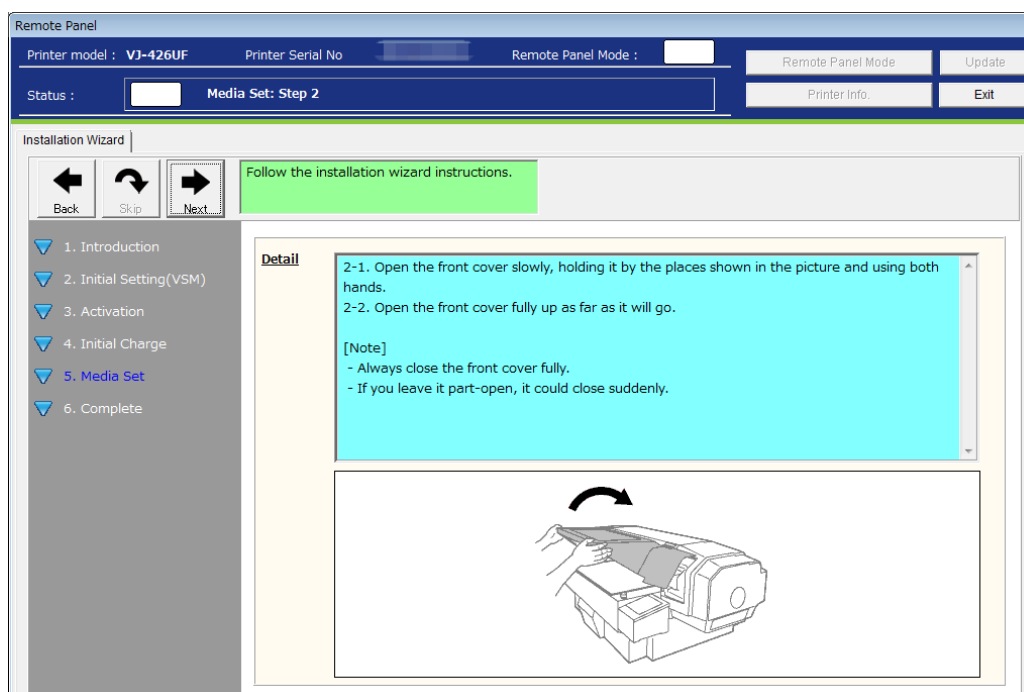 Remote Panel
Printer model : VJ-426UF Printer Serial No Remote Panel Mode :
Remote Panel Mode Update
Status : Media Set: Step 2
Printer Info. Exit
Installation Wizard
Back Skip Next
Follow the installation wizard instructions.
1. Introduction
2. Initial Setting(VSM)
3. Activation
4. Initial Charge
5. Media Set
6. Complete
Detail
2-1. Open the front cover slowly, holding it by the places shown in the picture and using both
hands.
2-2. Open the front cover fully up as far as it will go.
[Note]
- Always close the front cover fully.
- If you leave it part-open, it could close suddenly.